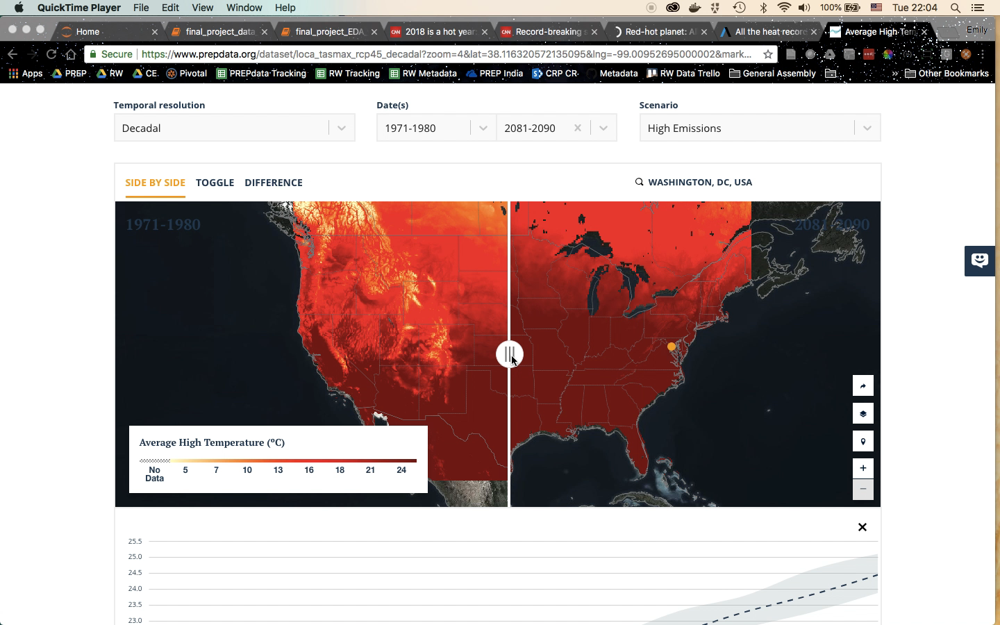 QuickTime Player File Edit View Window Help 100% Tue 22:04
Home final_project_data final_project_EDA 2018 is a hot year Record-breaking s Red-hot planet: Al All the heat record Average High Tem Emily
Secure https://www.prepdata.org/dataset/loca_tasmax_rcp45_decadal?zoom=4&lat=38.116320572135095&lng=-99.00952695000002&mark...
Apps PREP RW CE Pivotal PREPdata Tracking RW Tracking RW Metadata PREP India CRP CR Metadata RW Data Trello General Assembly » Other Bookmarks
Temporal resolution Date(s) Scenario
Decadal 1971-1980 2081-2090 High Emissions
SIDE BY SIDE TOGGLE DIFFERENCE WASHINGTON, DC, USA
1971-1980 2081-2090
Average High Temperature (ºC)
No Data 5 7 10 13 16 18 21 24
25.5
25.0
24.5
24.0
23.5
23.0